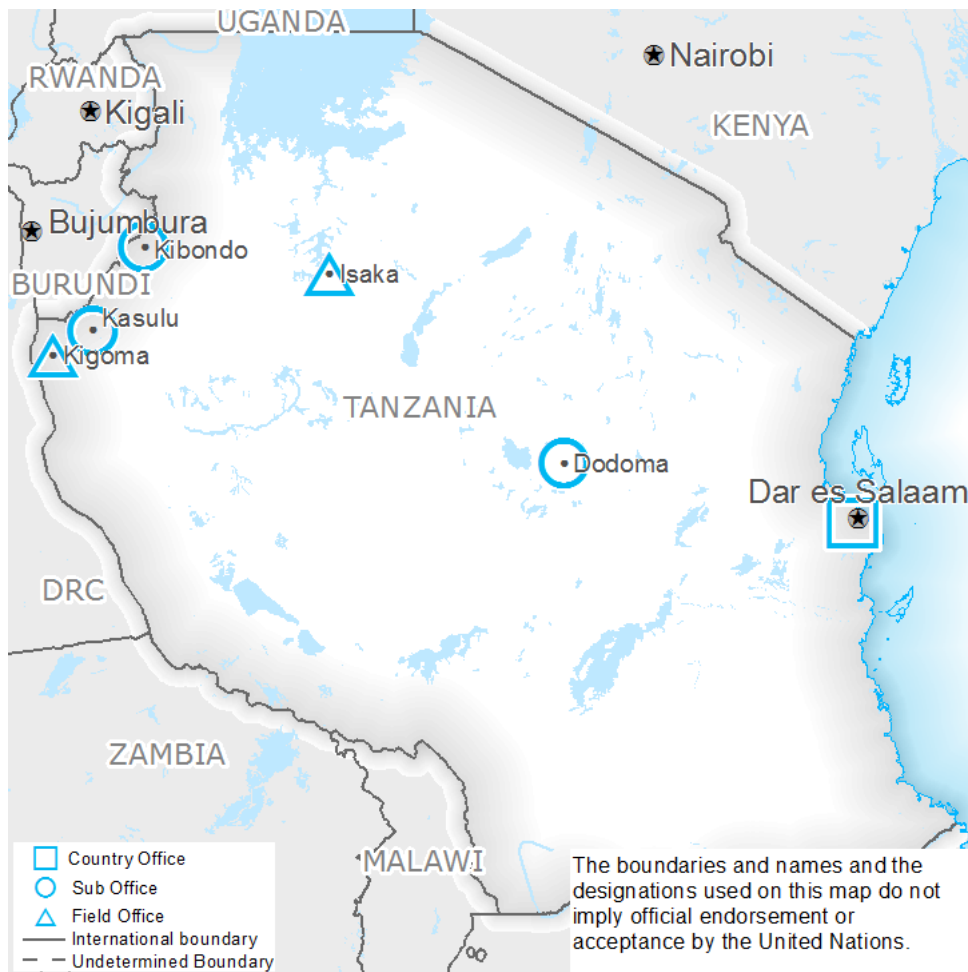 UGANDA
RWANDA
Nairobi
Kigali
KENYA
Bujumbura
Kibondo
Isaka
BURUNDI
Kasulu
Kigoma
TANZANIA
Dodoma
Dar es Salaam
DRC
ZAMBIA
MALAWI
Country Office
Sub Office
Field Office
International boundary
Undetermined Boundary
The boundaries and names and the
designations used on this map do not
imply official endorsement or
acceptance by the United Nations.